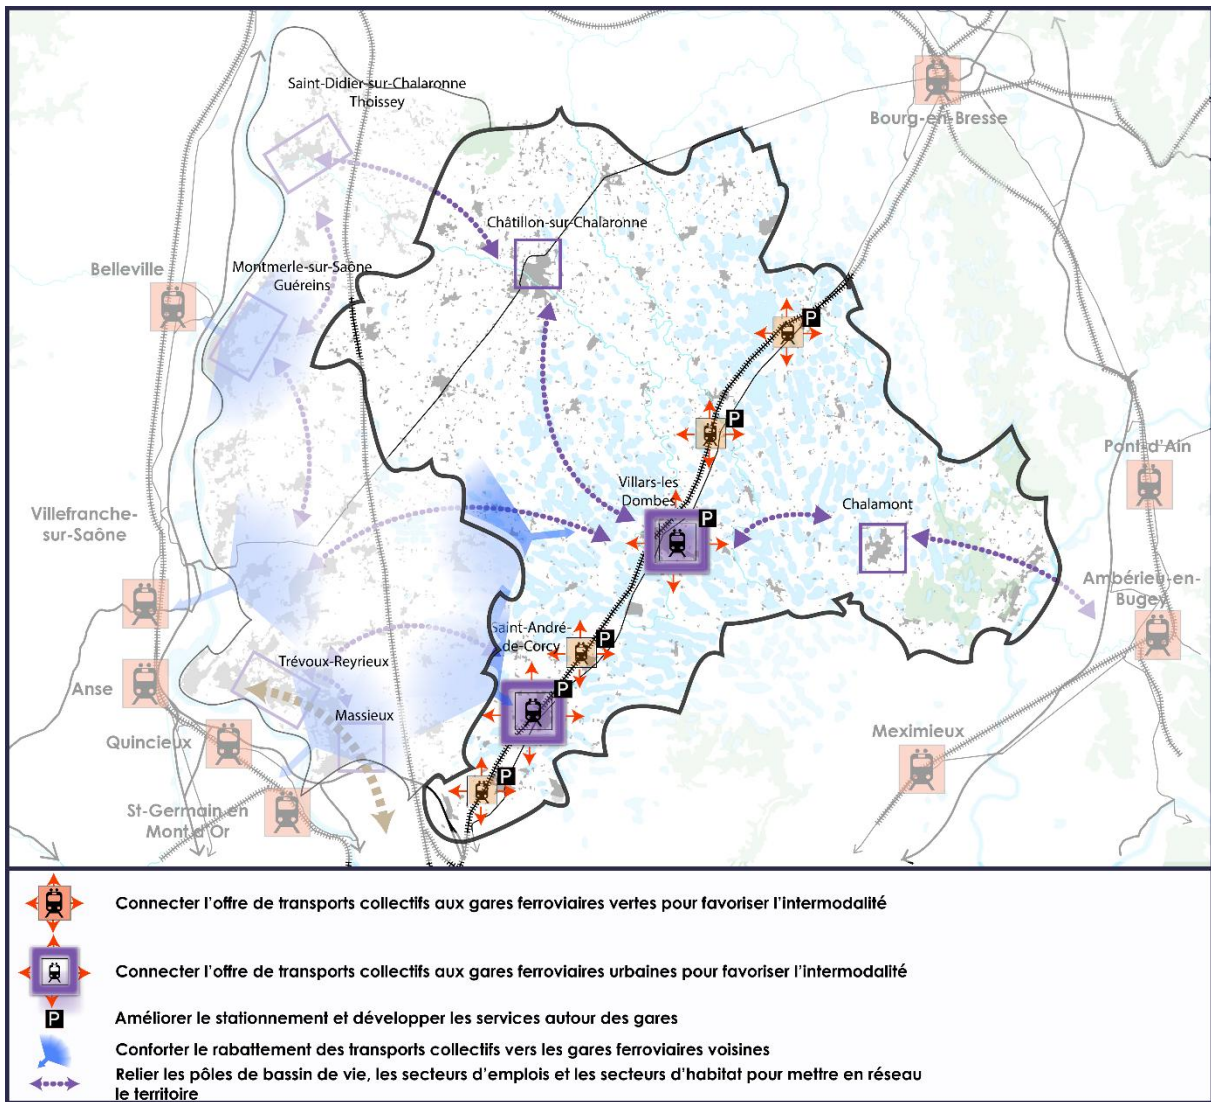 Saint-Didier-sur-Chalaronne
Thoissey
Bourg-en-Bresse
Châtillon-sur-Chalaronne
Belleville
Montmerle-sur-Saône
Guéreins
P
P
Pont-d'Ain
Villars-les
Dombes
Chalamont
Villefranche-
sur-Saône
P
Ambérieu-en-
Bugey
Saint-André-
de-Corcy
P
Trévoux-Reyrieux
Anse
P
Massieux
Quincieux
Meximieux
P
St-Germain en
Mont d'Or
Connecter l'offre de transports collectifs aux gares ferroviaires vertes pour favoriser l'intermodalité
Connecter l'offre de transports collectifs aux gares ferroviaires urbaines pour favoriser l'intermodalité
P Améliorer le stationnement et développer les services autour des gares
Conforter le rabattement des transports collectifs vers les gares ferroviaires voisines
Relier les pôles de bassin de vie, les secteurs d'emplois et les secteurs d'habitat pour mettre en réseau
le territoire